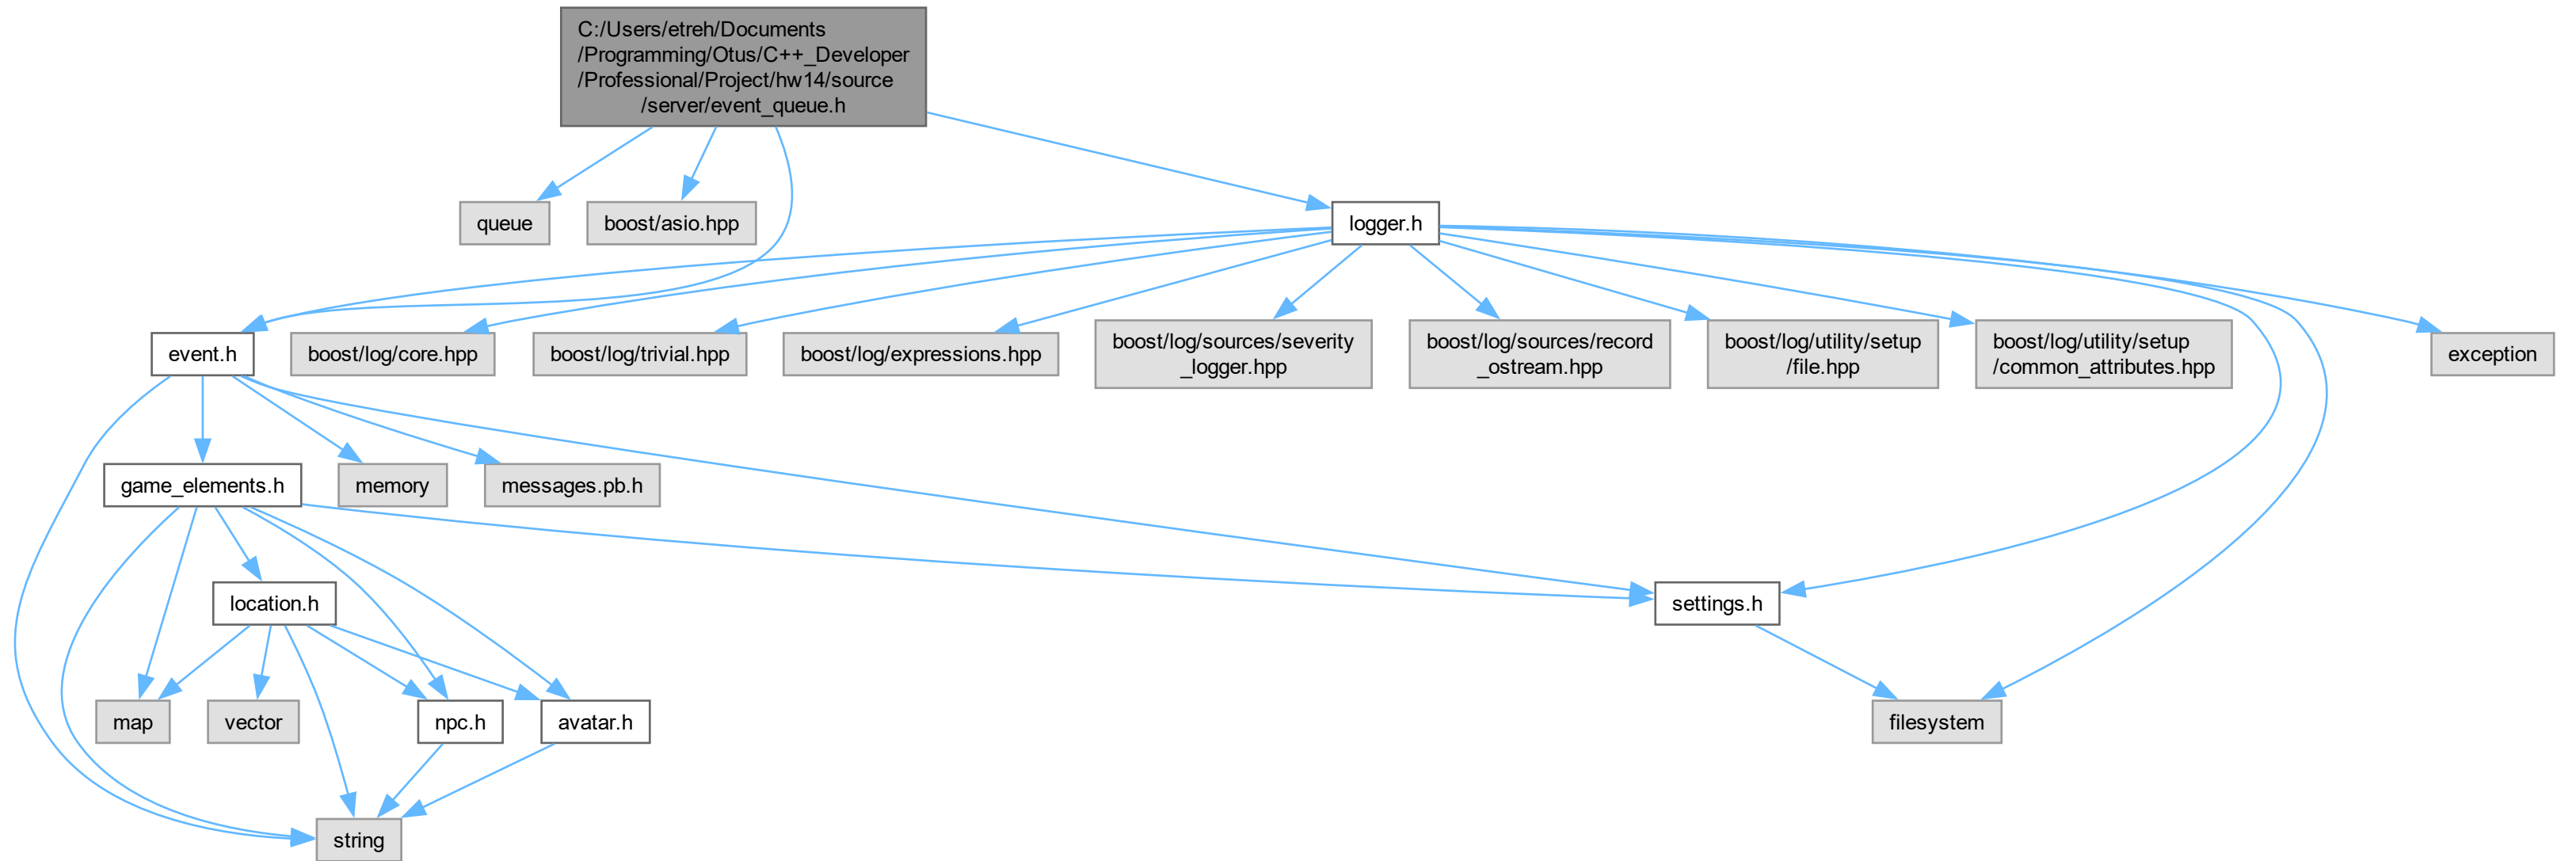 C:/Users/etreh/Documents
/Programming/Otus/C++_Developer
/Professional/Project/hw14/source
/server/event_queue.h
queue
boost/asio.hpp
logger.h
event.h
boost/log/core.hpp
boost/log/trivial.hpp
boost/log/expressions.hpp
boost/log/sources/severity
_logger.hpp
boost/log/sources/record
_ostream.hpp
boost/log/utility/setup
/file.hpp
boost/log/utility/setup
/common_attributes.hpp
exception
game_elements.h
memory
messages.pb.h
location.h
settings.h
map
vector
npc.h
avatar.h
filesystem
string